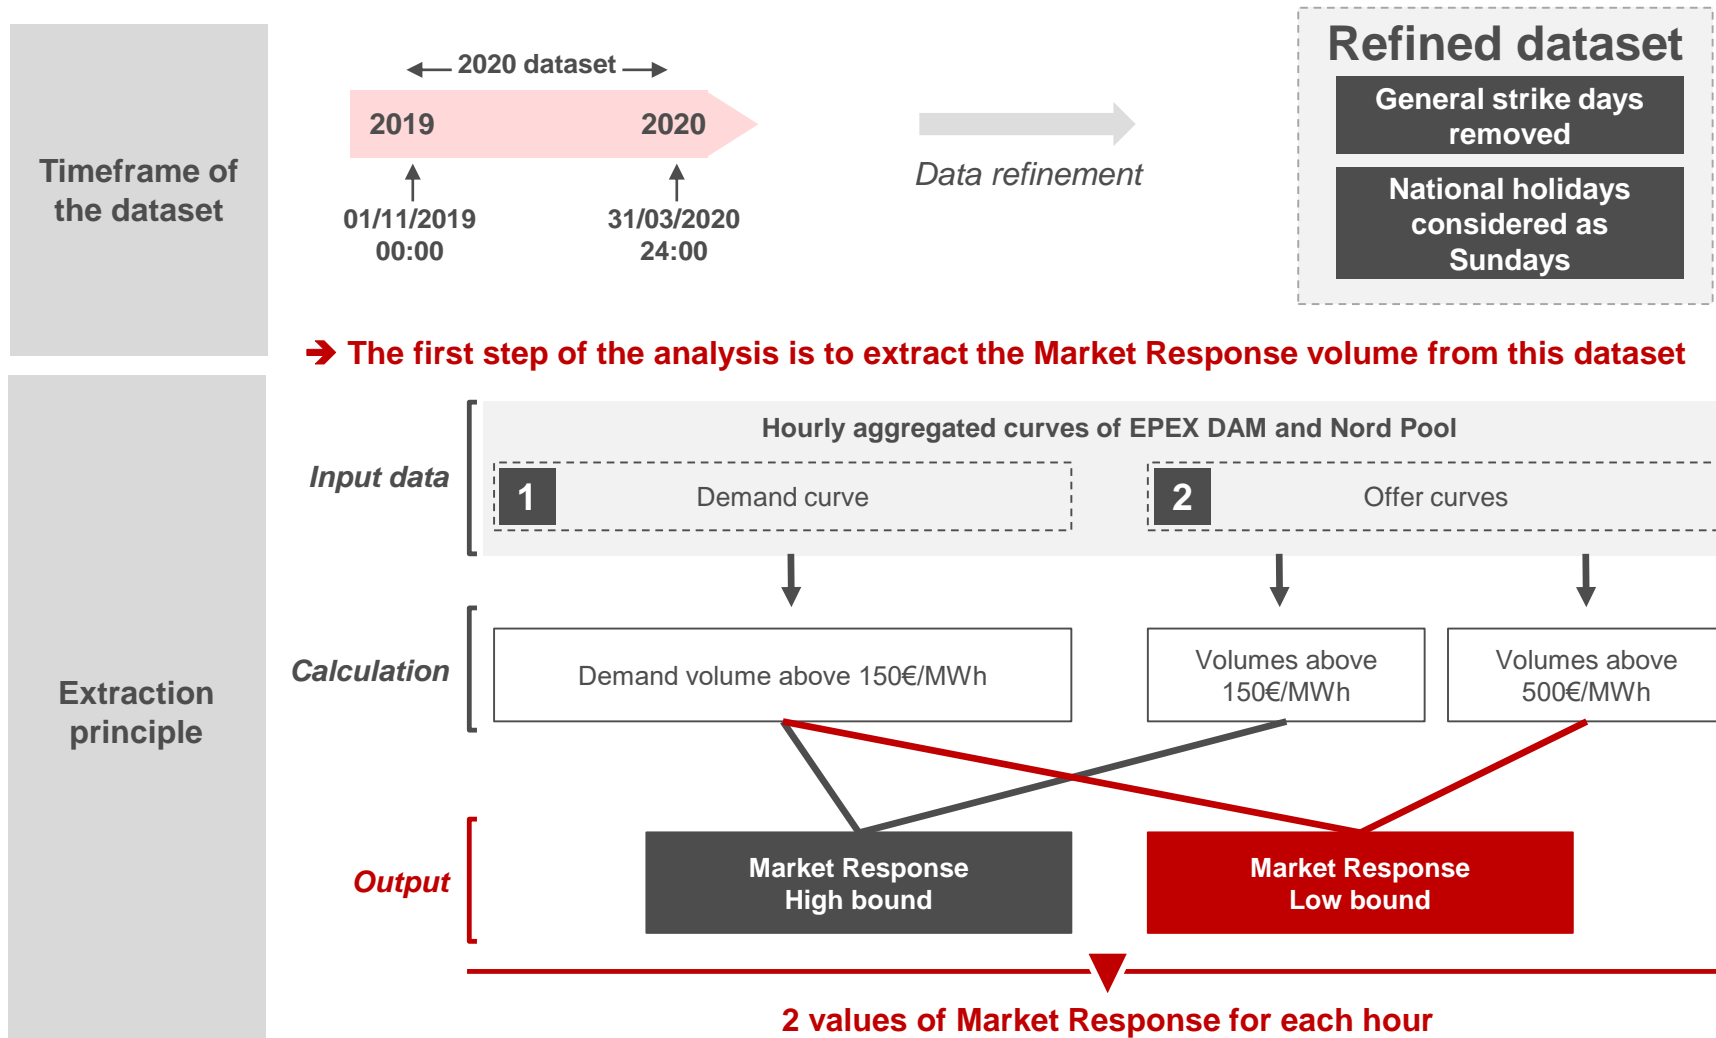 Timeframe of
the dataset
2020 dataset
2019
2020
01/11/2019
00:00
31/03/2020
24:00
Data refinement
Refined dataset
General strike days
removed
National holidays
considered as
Sundays
The first step of the analysis is to extract the Market Response volume from this dataset
Extraction
principle
Input data
Hourly aggregated curves of EPEX DAM and Nord Pool
1
Demand curve
2
Offer curves
Calculation
Demand volume above 150€/MWh
Volumes above
150€/MWh
Volumes above
500€/MWh
Output
Market Response
High bound
Market Response
Low bound
2 values of Market Response for each hour